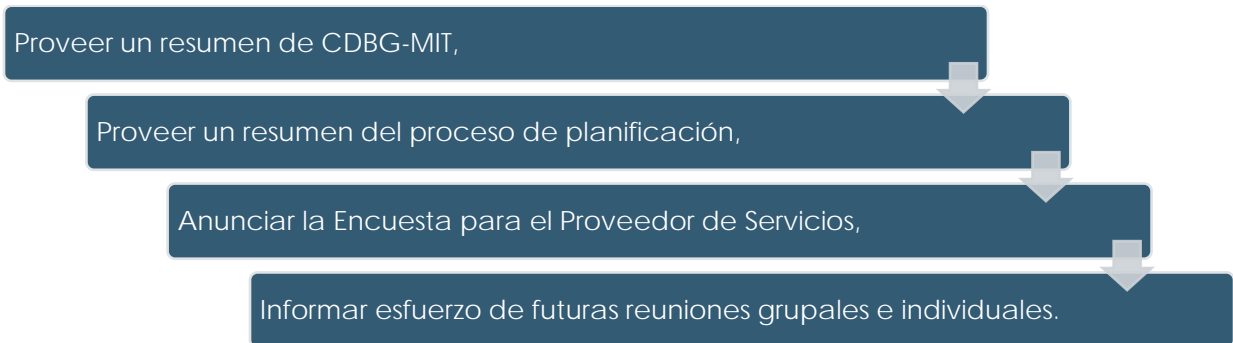 Proveer un resumen de CDBG-MIT,
Proveer un resumen del proceso de planificación,
Anunciar la Encuesta para el Proveedor de Servicios,
Informar esfuerzo de futuras reuniones grupales e individuales.